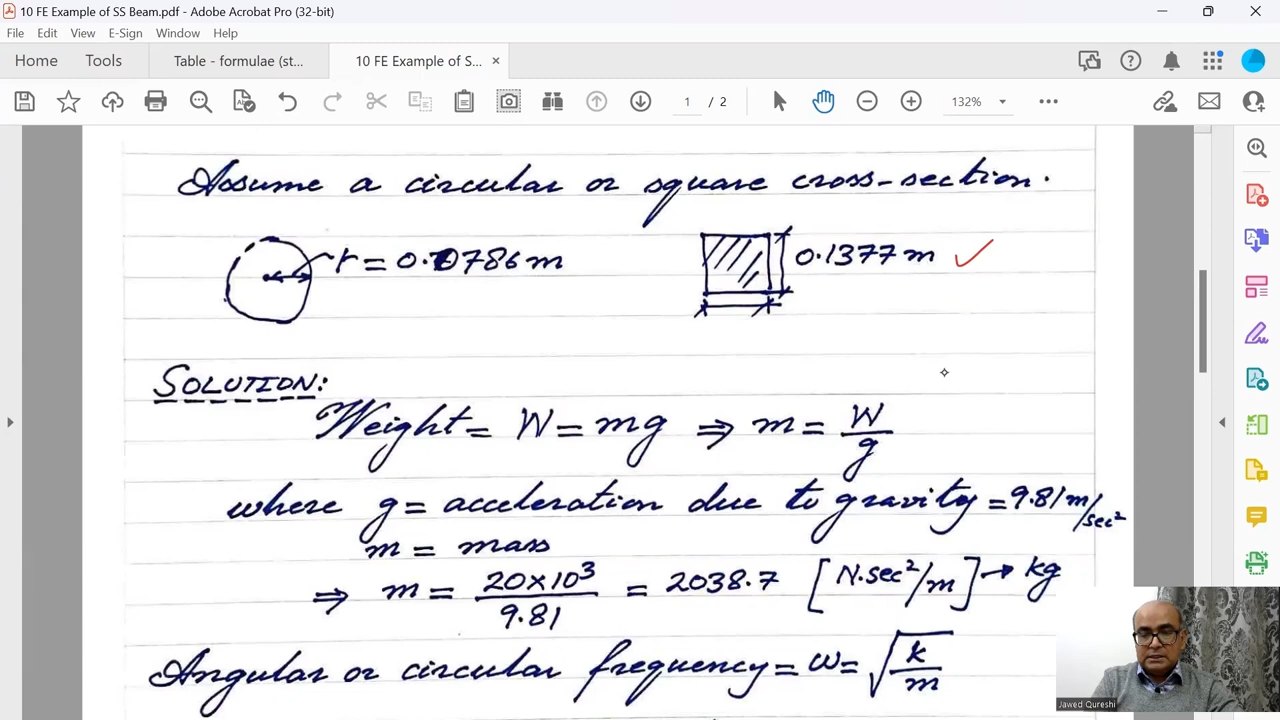 10 FE Example of SS Beam.pdf - Adobe Acrobat Pro (32-bit)
File Edit View E-Sign Window Help
Home Tools Table - formulae (st... 10 FE Example of S... ×
1 / 2 132%
Assume a circular or square cross-section.
r = 0.0786 m 0.1377 m ✓
SOLUTION:
Weight = W = mg ⇒ m = W/g
where g = acceleration due to gravity = 9.81 m/sec²
m = mass
⇒ m = 20×10³/9.81 = 2038.7 [N.sec²/m] → kg
Angular or circular frequency = ω = √(k/m)
Jawed Qureshi